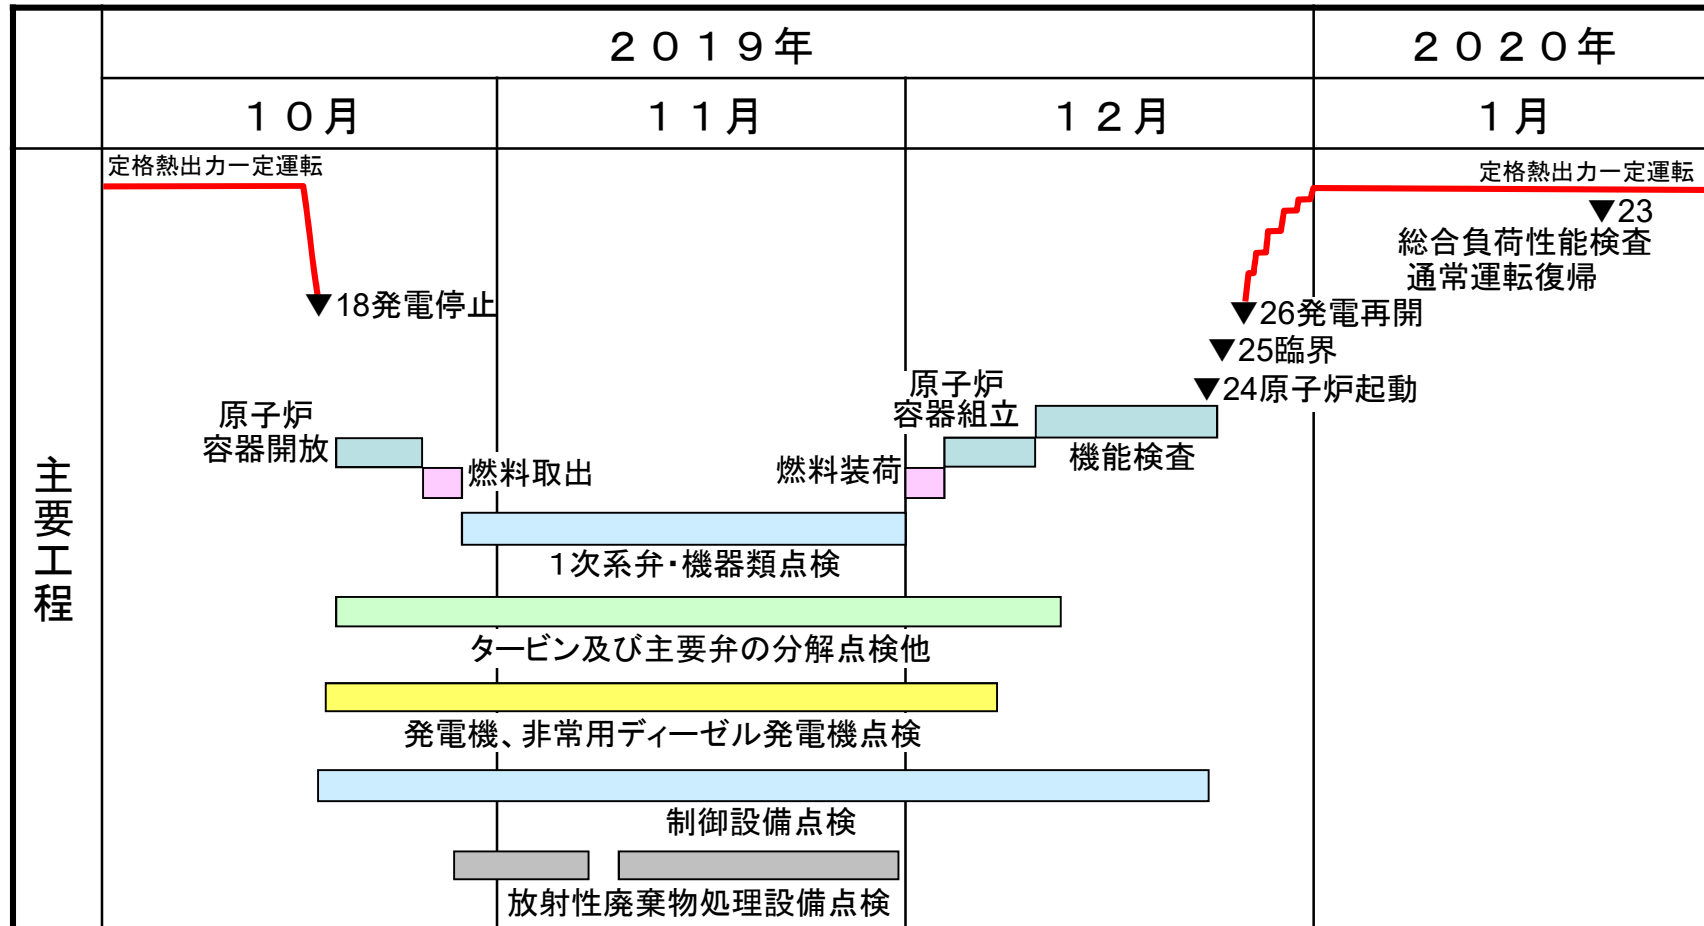 ２０１９年
２０２０年
１０月
１１月
１２月
１月
主要工程
定格熱出力一定運転
定格熱出力一定運転
▼23
総合負荷性能検査
通常運転復帰
▼18発電停止
▼26発電再開
▼25臨界
▼24原子炉起動
原子炉
容器開放
原子炉
容器組立
機能検査
燃料取出
燃料装荷
１次系弁・機器類点検
タービン及び主要弁の分解点検他
発電機、非常用ディーゼル発電機点検
制御設備点検
放射性廃棄物処理設備点検